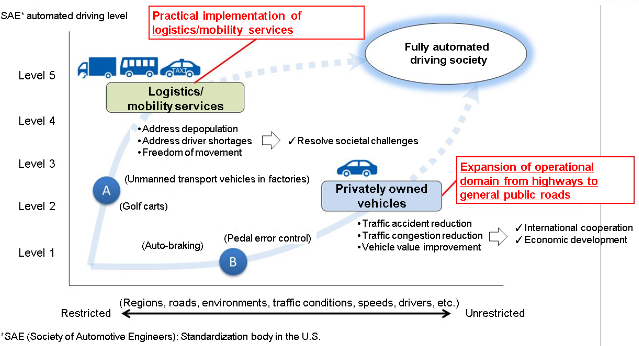 SAE* automated driving level
Practical implementation of
logistics/mobility services
Fully automated
driving society
Level 5
TAXI
Logistics/
mobility services
Level 4
•Address depopulation
•Address driver shortages
•Freedom of movement
✓Resolve societal challenges
Level 3
(Unmanned transport vehicles in factories)
Expansion of operational
domain from highways to
general public roads
A
Privately owned
vehicles
Level 2
(Golf carts)
•Traffic accident reduction
•Traffic congestion reduction
•Vehicle value improvement
✓International cooperation
✓Economic development
(Pedal error control)
(Auto-braking)
Level 1
B
(Regions, roads, environments, traffic conditions, speeds, drivers, etc.)
Restricted
Unrestricted
*SAE (Society of Automotive Engineers): Standardization body in the U.S.